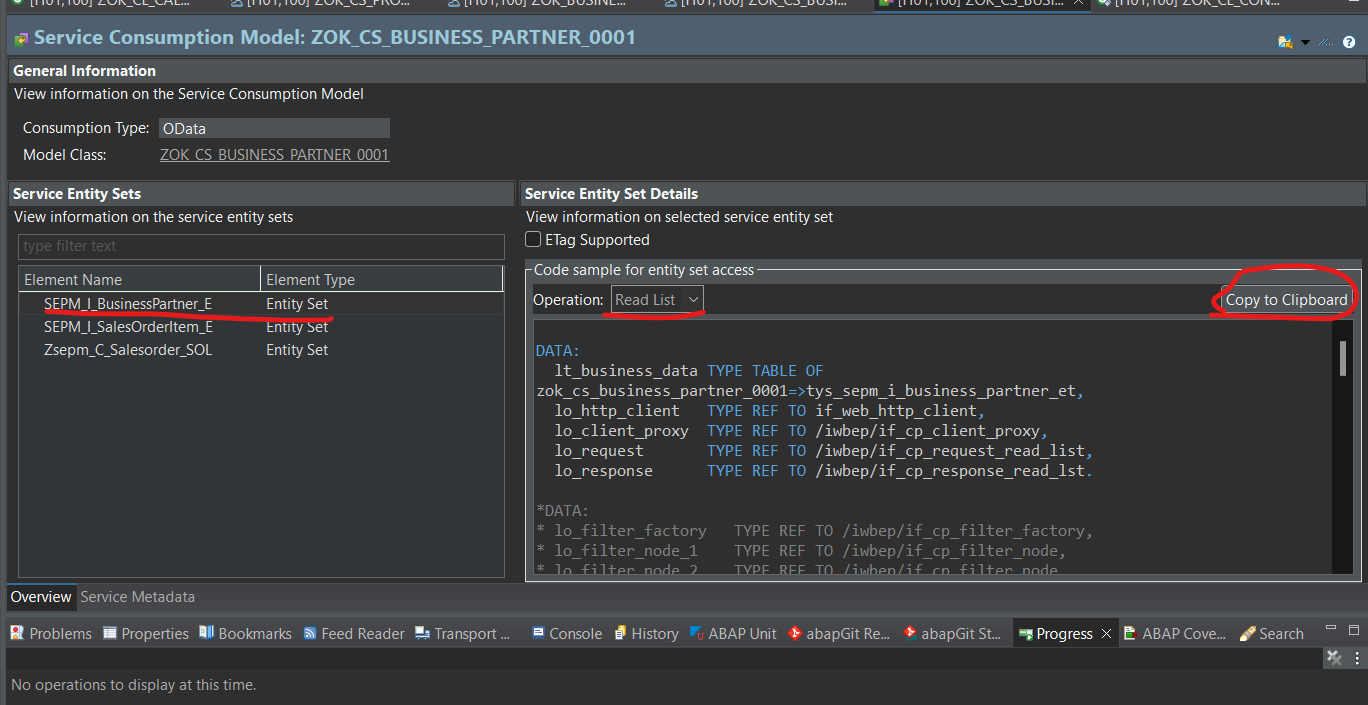 [H01,100] ZOK_CE_CAL... [H01,100] ZOK_CS_PRO... [H01,100] ZOK_BUSINE... [H01,100] ZOK_CS_BUSI... [H01,100] ZOK_CS_BUSI... [H01,100] ZOK_CE_CON...
Service Consumption Model: ZOK_CS_BUSINESS_PARTNER_0001
General Information
View information on the Service Consumption Model
Consumption Type: OData
Model Class: ZOK_CS_BUSINESS_PARTNER_0001
Service Entity Sets
View information on the service entity sets
type filter text
Element Name Element Type
SEPM_I_BusinessPartner_E Entity Set
SEPM_I_SalesOrderItem_E Entity Set
Zsepm_C_Salesorder_SOL Entity Set
Service Entity Set Details
View information on selected service entity set
ETag Supported
Code sample for entity set access
Operation: Read List Copy to Clipboard
DATA:
lt_business_data TYPE TABLE OF
zok_cs_business_partner_0001=>tys_sepm_i_business_partner_et,
lo_http_client TYPE REF TO if_web_http_client,
lo_client_proxy TYPE REF TO /iwbep/if_cp_client_proxy,
lo_request TYPE REF TO /iwbep/if_cp_request_read_list,
lo_response TYPE REF TO /iwbep/if_cp_response_read_lst.
*DATA:
* lo_filter_factory TYPE REF TO /iwbep/if_cp_filter_factory,
* lo_filter_node_1 TYPE REF TO /iwbep/if_cp_filter_node,
* lo_filter_node_2 TYPE REF TO /iwbep/if_cp_filter_node
Overview Service Metadata
Problems Properties Bookmarks Feed Reader Transport ... Console History ABAP Unit abapGit Re... abapGit St... Progress ABAP Cove... Search
No operations to display at this time.